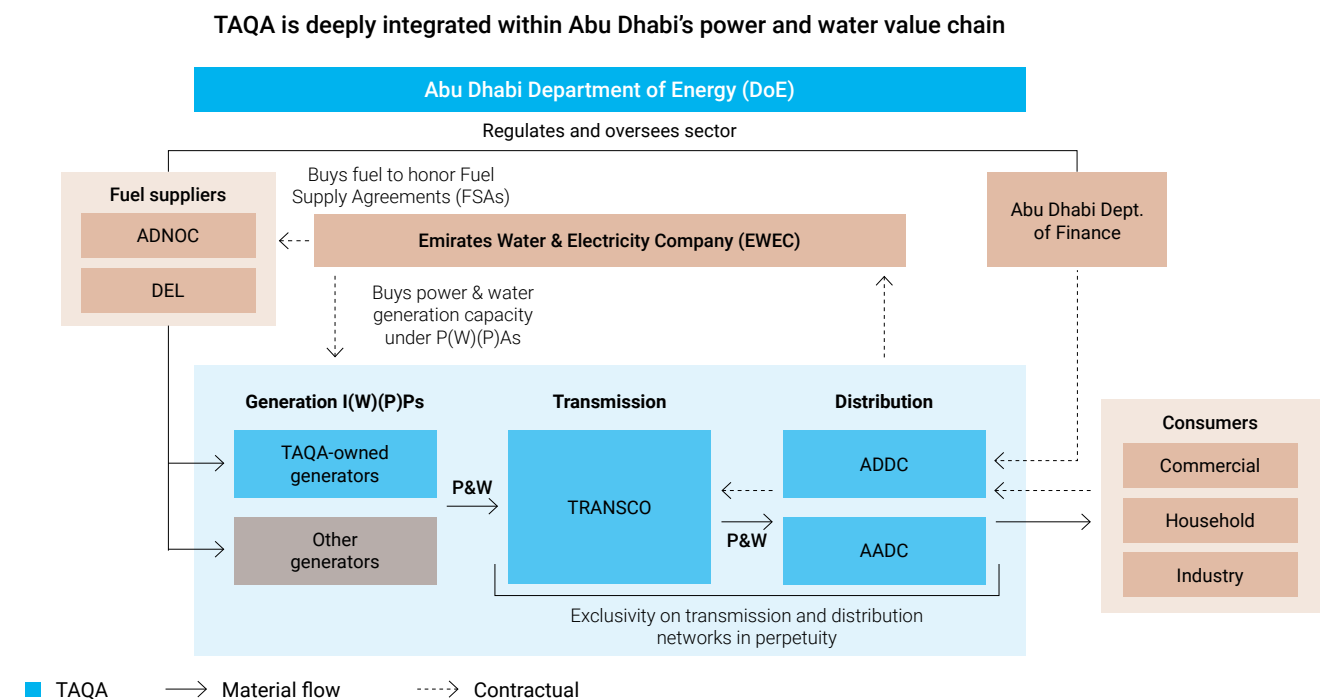 TAQA is deeply integrated within Abu Dhabi’s power and water value chain
Abu Dhabi Department of Energy (DoE)
Regulates and oversees sector
Fuel suppliers
ADNOC
DEL
Buys fuel to honor Fuel
Supply Agreements (FSAs)
Emirates Water & Electricity Company (EWEC)
Abu Dhabi Dept.
of Finance
Buys power & water
generation capacity
under P(W)(P)As
Generation I(W)(P)Ps
Transmission
Distribution
TAQA-owned
generators
Other
generators
P&W
TRANSCO
P&W
ADDC
AADC
Exclusivity on transmission and distribution
networks in perpetuity
Consumers
Commercial
Household
Industry
TAQA
Material flow
Contractual